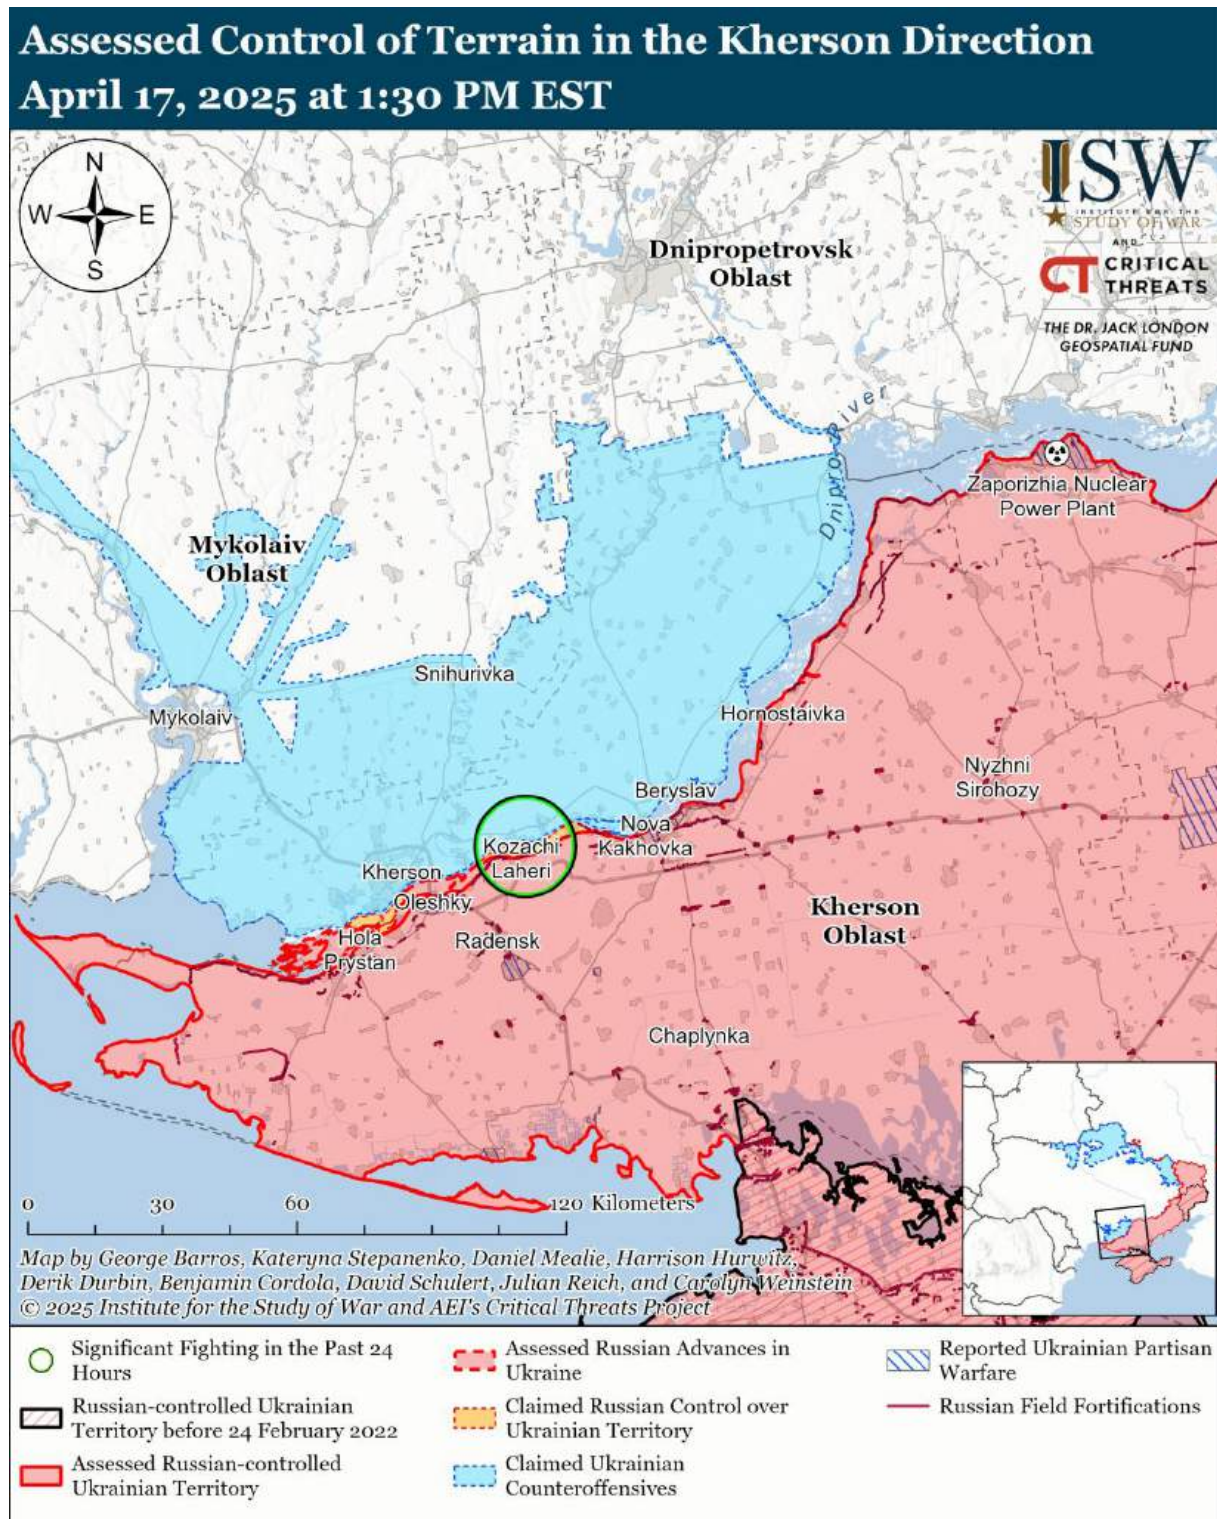 Assessed Control of Terrain in the Kherson Direction
April 17, 2025 at 1:30 PM EST
N
W
E
S
ISW
INSTITUTE FOR THE
STUDY OF WAR
AND
CT CRITICAL
THREATS
THE DR. JACK LONDON
GEOSPATIAL FUND
Dnipropetrovsk
Oblast
Dnipro River
Zaporizhia Nuclear
Power Plant
Mykolaiv
Oblast
Snihurivka
Mykolaiv
Hornostaivka
Nyzhni
Sirohozy
Beryslav
Nova
Kakhovka
Kozachi
Laheri
Kherson
Oleshky
Kherson
Oblast
Hola
Prystan
Radensk
Chaplynka
0
30
60
120 Kilometers
Map by George Barros, Kateryna Stepanenko, Daniel Mealie, Harrison Hurwitz,
Derik Durbin, Benjamin Cordola, David Schulert, Julian Reich, and Carolyn Weinstein
© 2025 Institute for the Study of War and AEI's Critical Threats Project
Significant Fighting in the Past 24
Hours
Russian-controlled Ukrainian
Territory before 24 February 2022
Assessed Russian-controlled
Ukrainian Territory
Assessed Russian Advances in
Ukraine
Claimed Russian Control over
Ukrainian Territory
Claimed Ukrainian
Counteroffensives
Reported Ukrainian Partisan
Warfare
Russian Field Fortifications